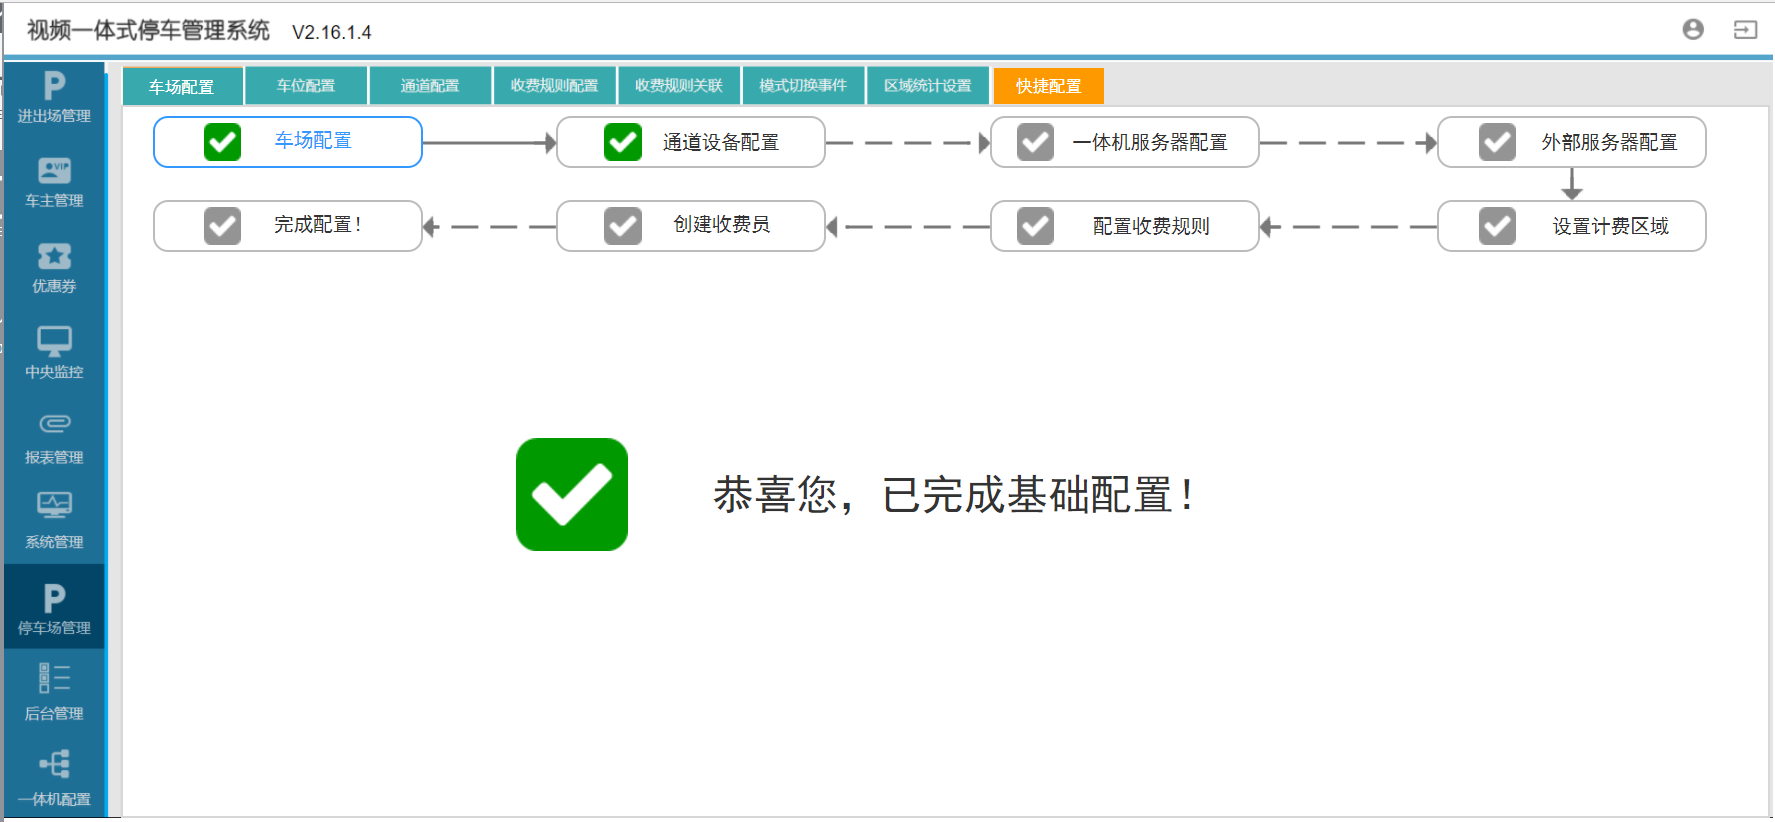 视频一体式停车管理系统 V2.16.1.4
进出场管理
车主管理
优惠券
中央监控
报表管理
系统管理
停车场管理
后台管理
一体机配置
车场配置 车位配置 通道配置 收费规则配置 收费规则关联 模式切换事件 区域统计设置 快捷配置
车场配置 通道设备配置 一体机服务器配置 外部服务器配置
完成配置! 创建收费员 配置收费规则 设置计费区域
恭喜您，已完成基础配置!